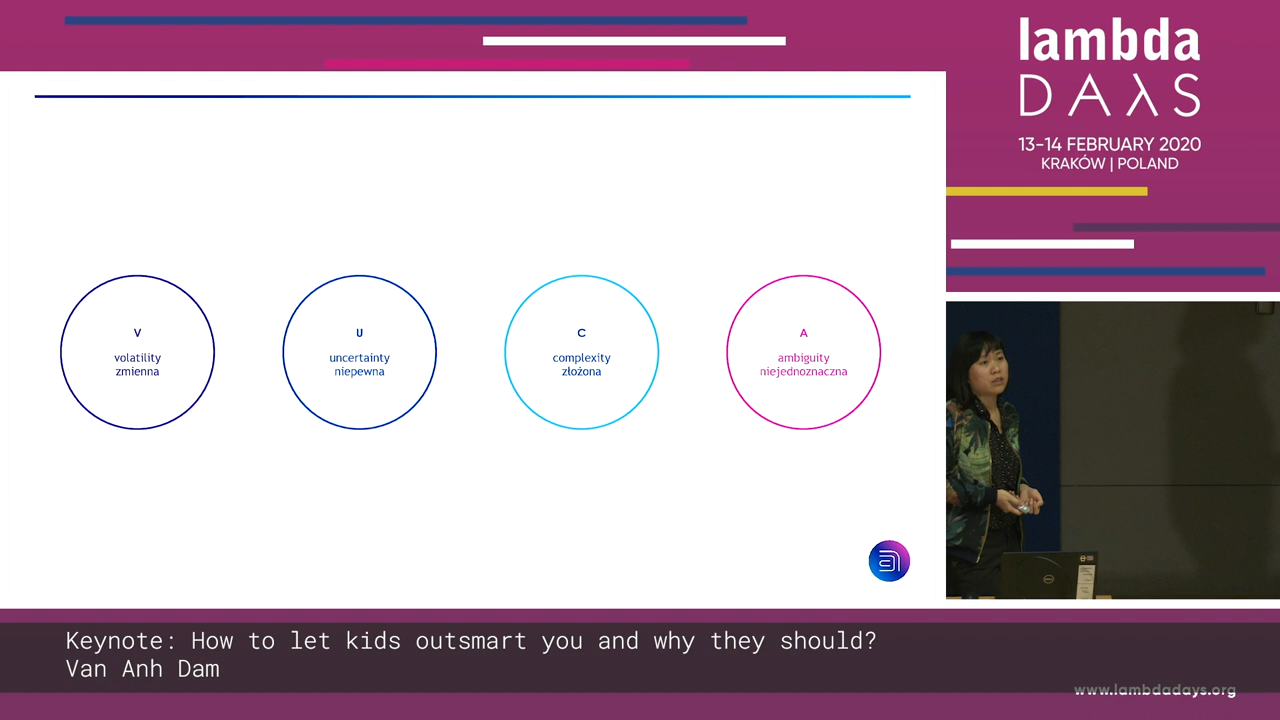 lambda
DAλS
13-14 FEBRUARY 2020
KRAKÓW | POLAND
V
volatility
zmienna
U
uncertainty
niepewna
C
complexity
złożona
A
ambiguity
niejednoznaczna
Keynote: How to let kids outsmart you and why they should?
Van Anh Dam
www.lambdadays.org